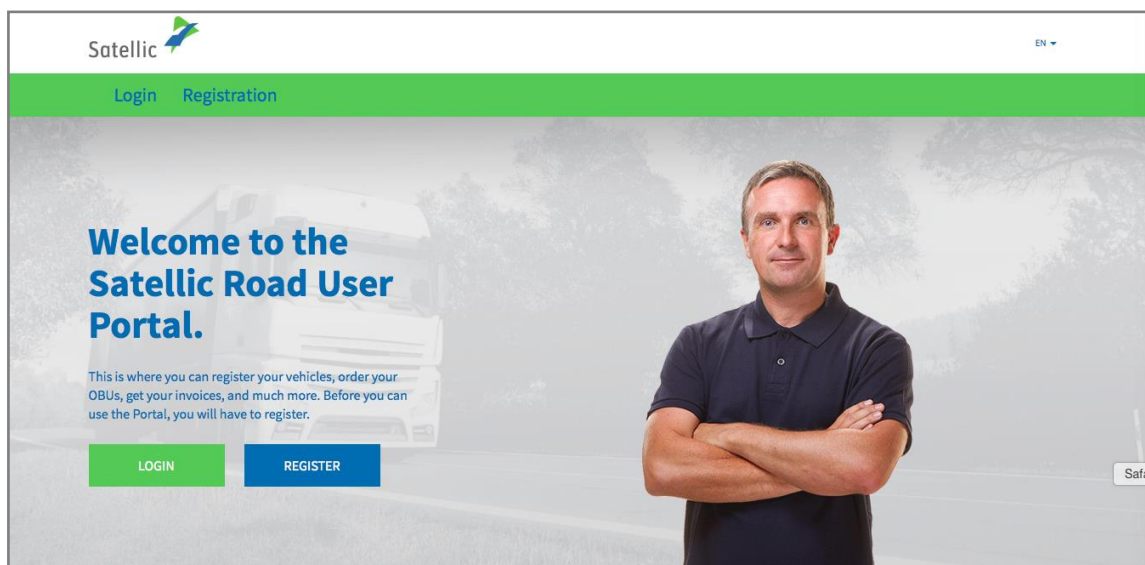 Satellic
EN
Login Registration
Welcome to the
Satellic Road User
Portal.
This is where you can register your vehicles, order your
OBUs, get your invoices, and much more. Before you can
use the Portal, you will have to register.
LOGIN REGISTER